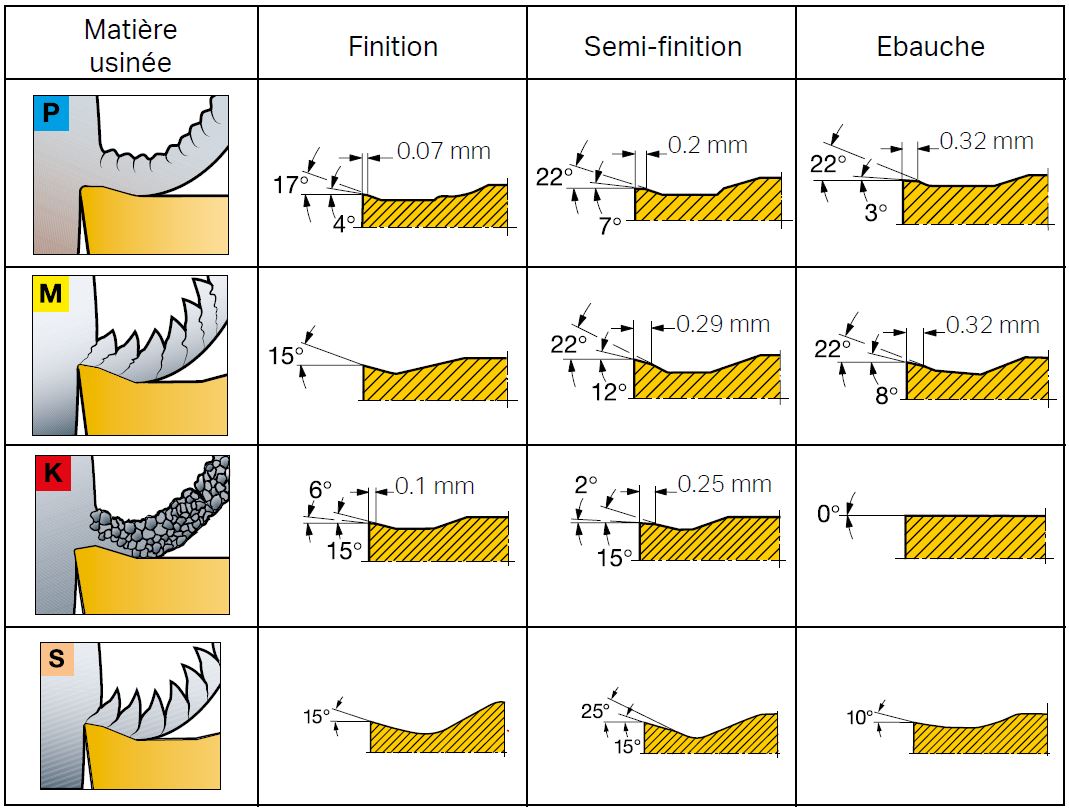 Matière
usinée
Finition
Semi-finition
Ebauche
P
17°
4°
0.07 mm
22°
7°
0.2 mm
22°
3°
0.32 mm
M
15°
22°
12°
0.29 mm
22°
8°
0.32 mm
K
6°
15°
0.1 mm
2°
15°
0.25 mm
0°
S
15°
25°
15°
10°